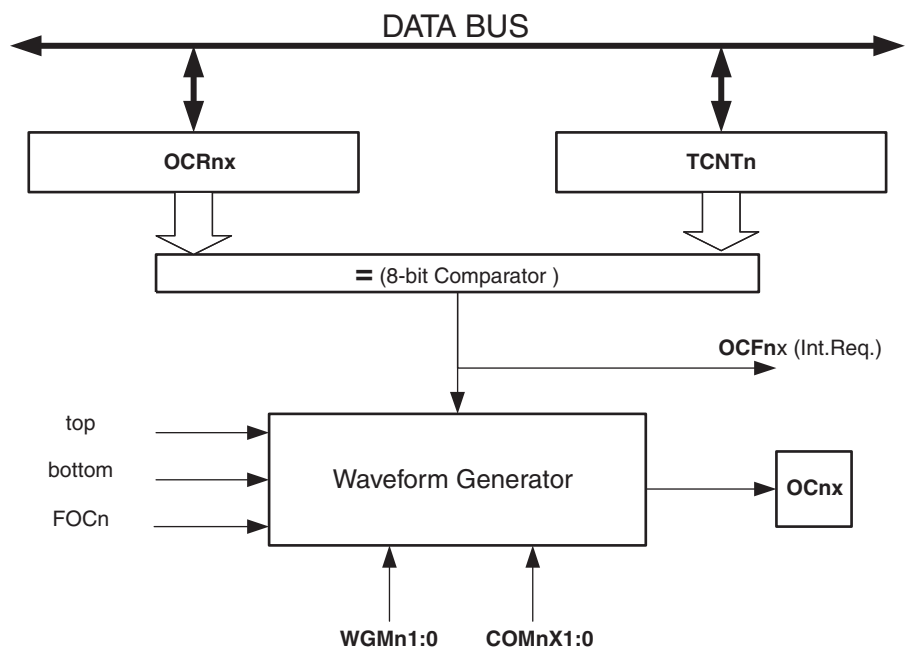 DATA BUS
OCRnx
TCNTn
= (8-bit Comparator )
OCFnx (Int.Req.)
top
bottom
FOCn
Waveform Generator
OCnx
WGMn1:0
COMnX1:0